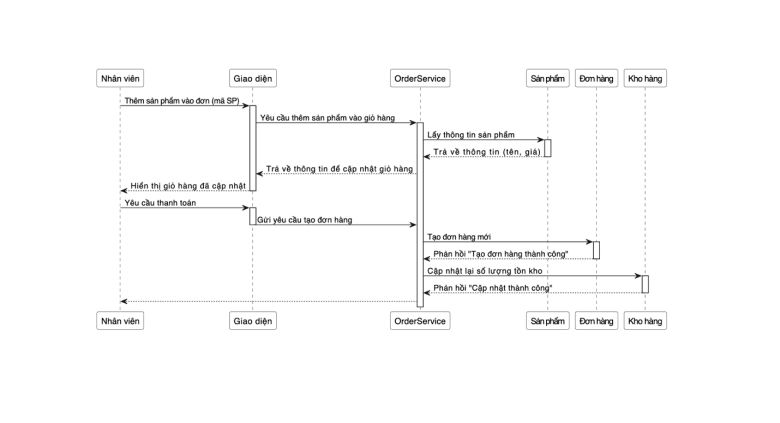 Nhân viên Giao diện OrderService Sản phẩm Đơn hàng Kho hàng
Thêm sản phẩm vào đơn (mã SP)
Yêu cầu thêm sản phẩm vào giỏ hàng
Lấy thông tin sản phẩm
Trả về thông tin (tên, giá)
Trả về thông tin để cập nhật giỏ hàng
Hiển thị giỏ hàng đã cập nhật
Yêu cầu thanh toán
Gửi yêu cầu tạo đơn hàng
Tạo đơn hàng mới
Phản hồi "Tạo đơn hàng thành công"
Cập nhật lại số lượng tồn kho
Phản hồi "Cập nhật thành công"
Nhân viên Giao diện OrderService Sản phẩm Đơn hàng Kho hàng